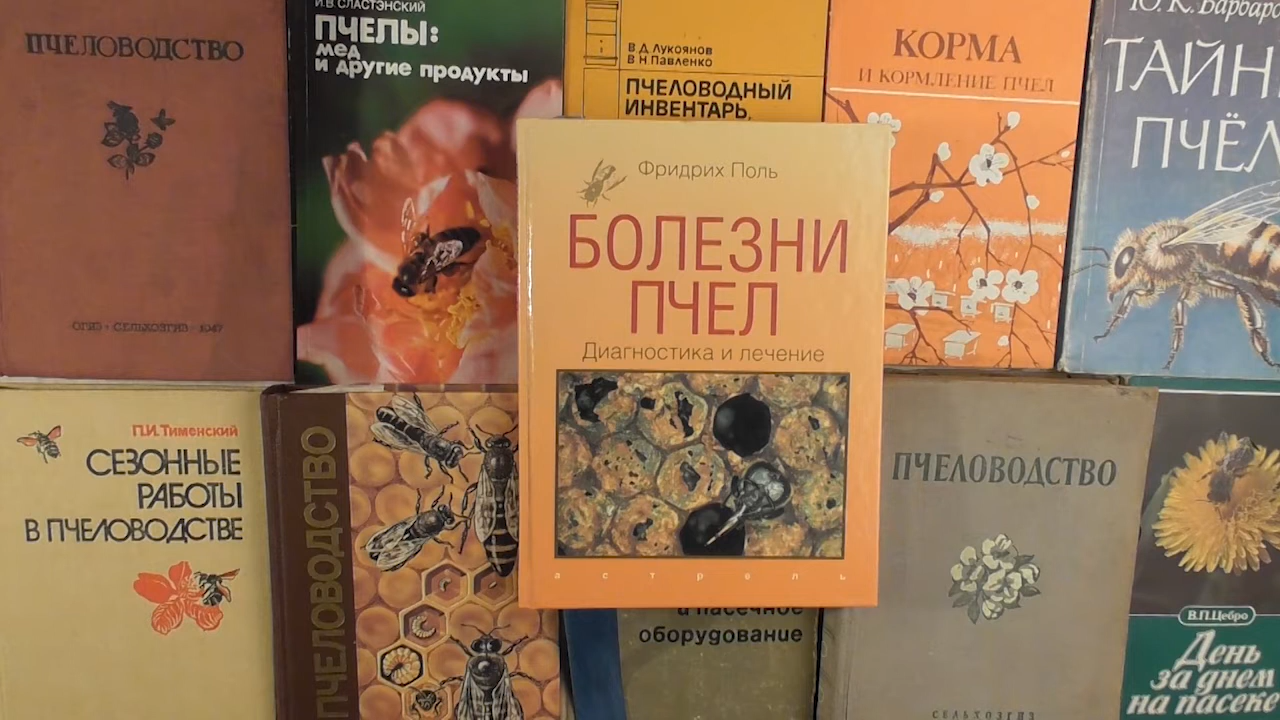 ПЧЕЛОВОДСТВО
ОГИЗ · СЕЛЬХОЗГИЗ · 1947
И.В. СЛАСТЭНСКИЙ
ПЧЕЛЫ:
мед
и другие продукты
В.Д. Лукоянов
В.Н. Павленко
ПЧЕЛОВОДНЫЙ
ИНВЕНТАРЬ,
КОРМА
И КОРМЛЕНИЕ ПЧЕЛ
Ю. К. Барбаро
ТАЙН
ПЧЁЛ
Фридрих Поль
БОЛЕЗНИ
ПЧЕЛ
Диагностика и лечение
астрель
П.И. Тименский
СЕЗОННЫЕ
РАБОТЫ
В ПЧЕЛОВОДСТВЕ
ПЧЕЛОВОДСТВО
и пасечное
оборудование
ПЧЕЛОВОДСТВО
СЕЛЬХОЗГИЗ
В.П. Цебро
День
за днем
на пасеке